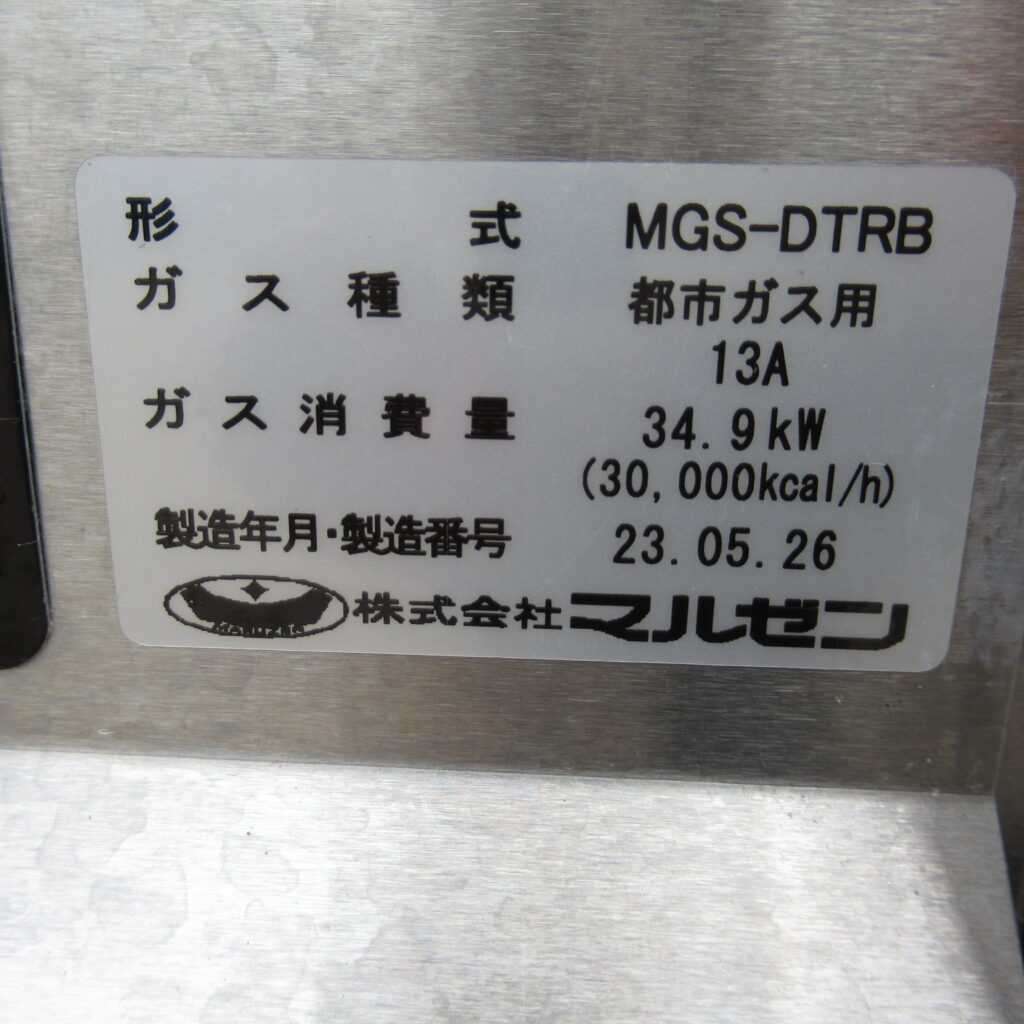 形式 MGS-DTRB
ガス種類 都市ガス用
13A
ガス消費量 34.9kW
(30,000kcal/h)
製造年月・製造番号 23.05.26
MARUZEN 株式会社マルゼン